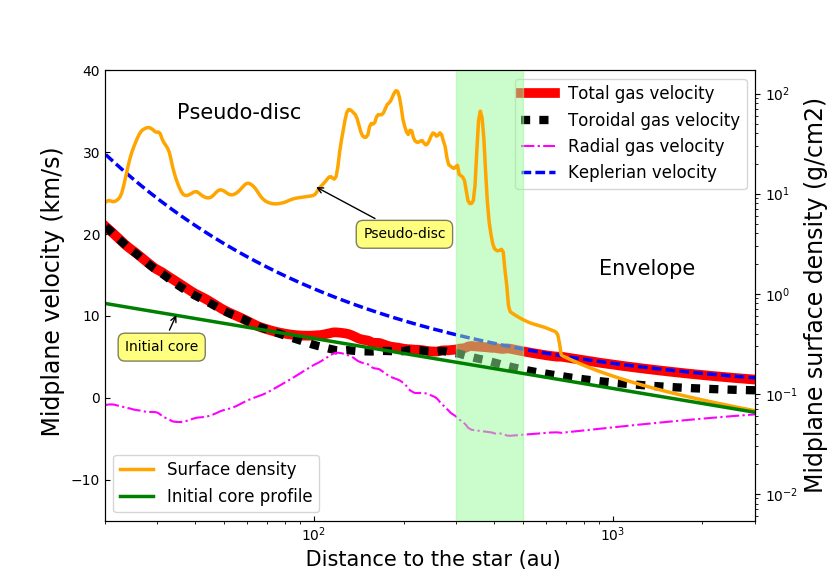 40
30
20
10
0
−10
Midplane velocity (km/s)
Pseudo-disc
Total gas velocity
Toroidal gas velocity
Radial gas velocity
Keplerian velocity
Pseudo-disc
Envelope
Initial core
Surface density
Initial core profile
10²
10¹
10⁰
10⁻¹
10⁻²
Midplane surface density (g/cm2)
10²
10³
Distance to the star (au)